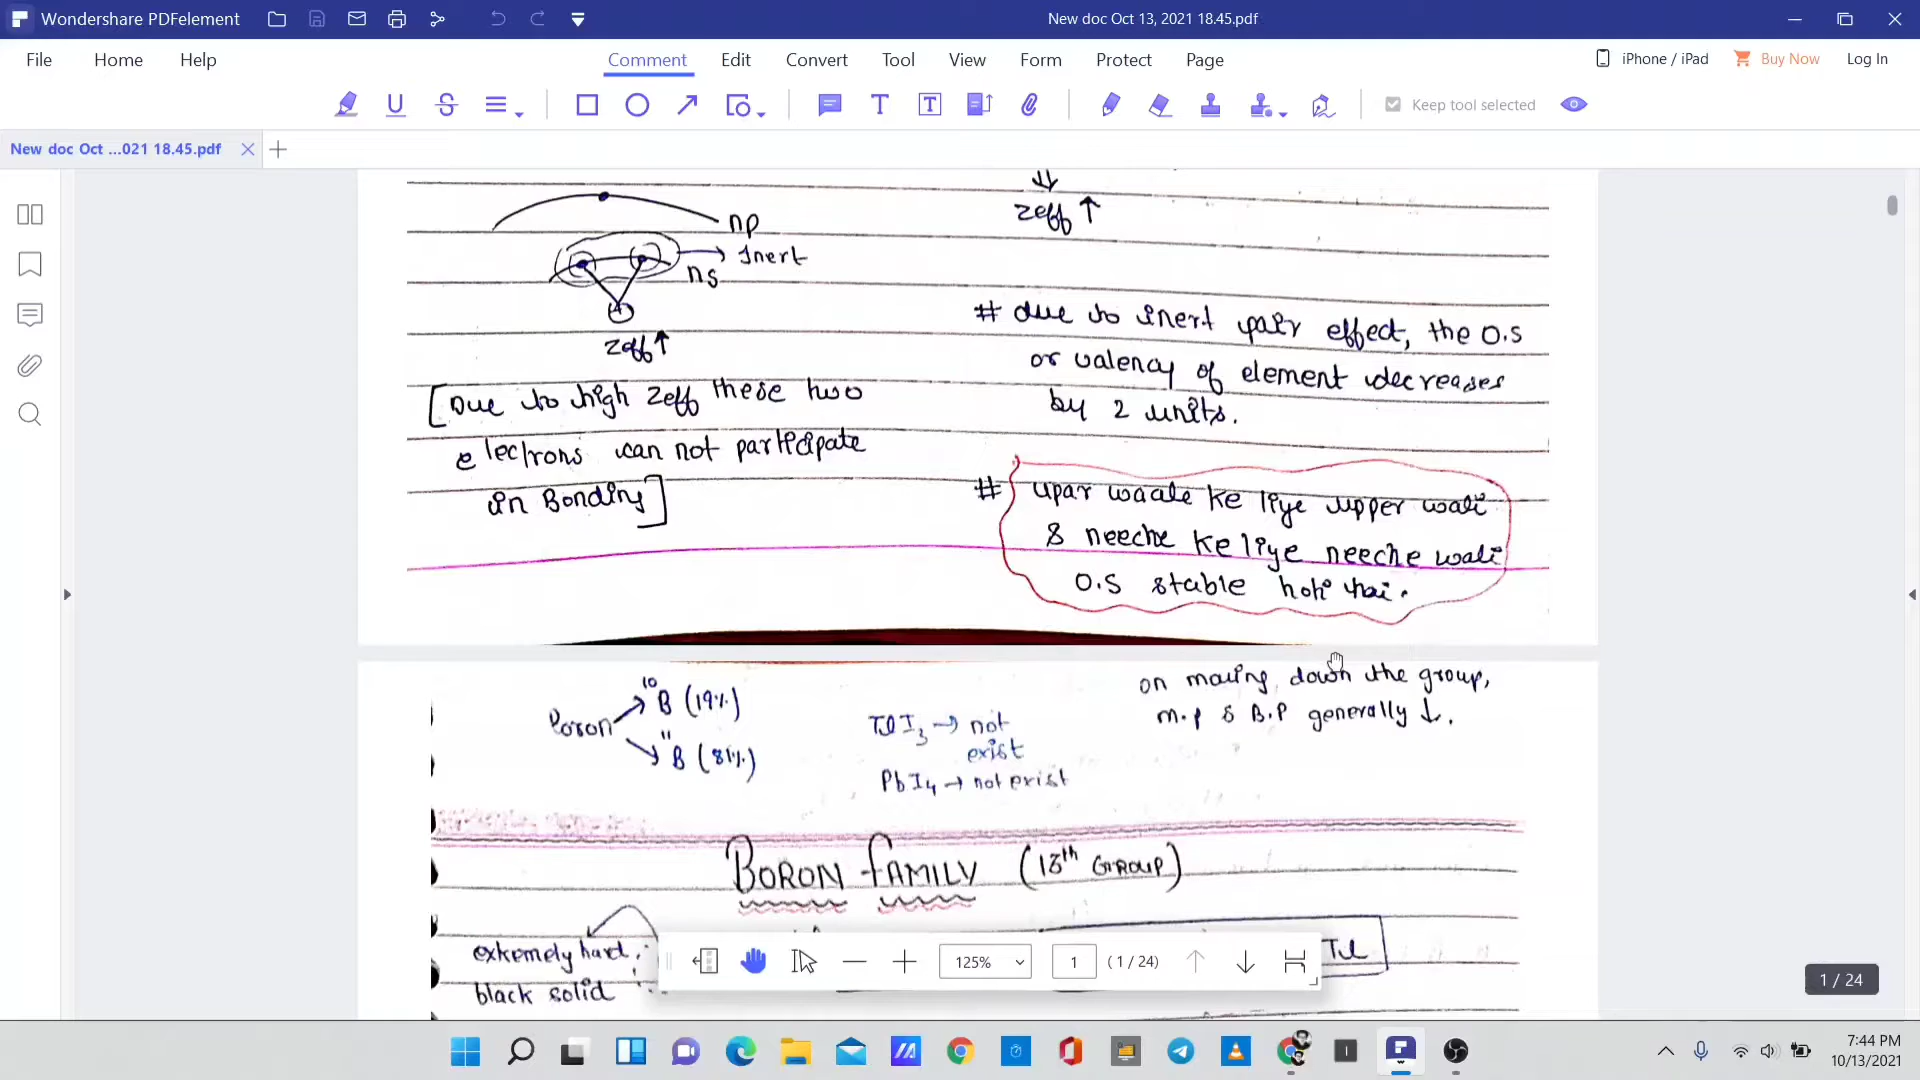 Wondershare PDFelement
New doc Oct 13, 2021 18.45.pdf
File Home Help Comment Edit Convert Tool View Form Protect Page iPhone / iPad Buy Now Log In
Keep tool selected
New doc Oct ...021 18.45.pdf
np
Inert
ns
Zeff↑
[Due to high Zeff these two
electrons can not participate
in Bonding]
⇓
Zeff ↑
# due to inert pair effect, the O.S
or valency of element decreases
by 2 units.
# upar waale ke liye upper wali
& neeche ke liye neeche wali
O.S stable hoti hai.
Boron
10B (19%)
11B (81%)
TlI3 → not
exist
PbI4 → not exist
on moving down the group,
m.p & B.P generally ↓.
BORON FAMILY (13th GROUP)
extremely hard
black solid
Tl
125%
1 (1 / 24)
1 / 24
7:44 PM
10/13/2021